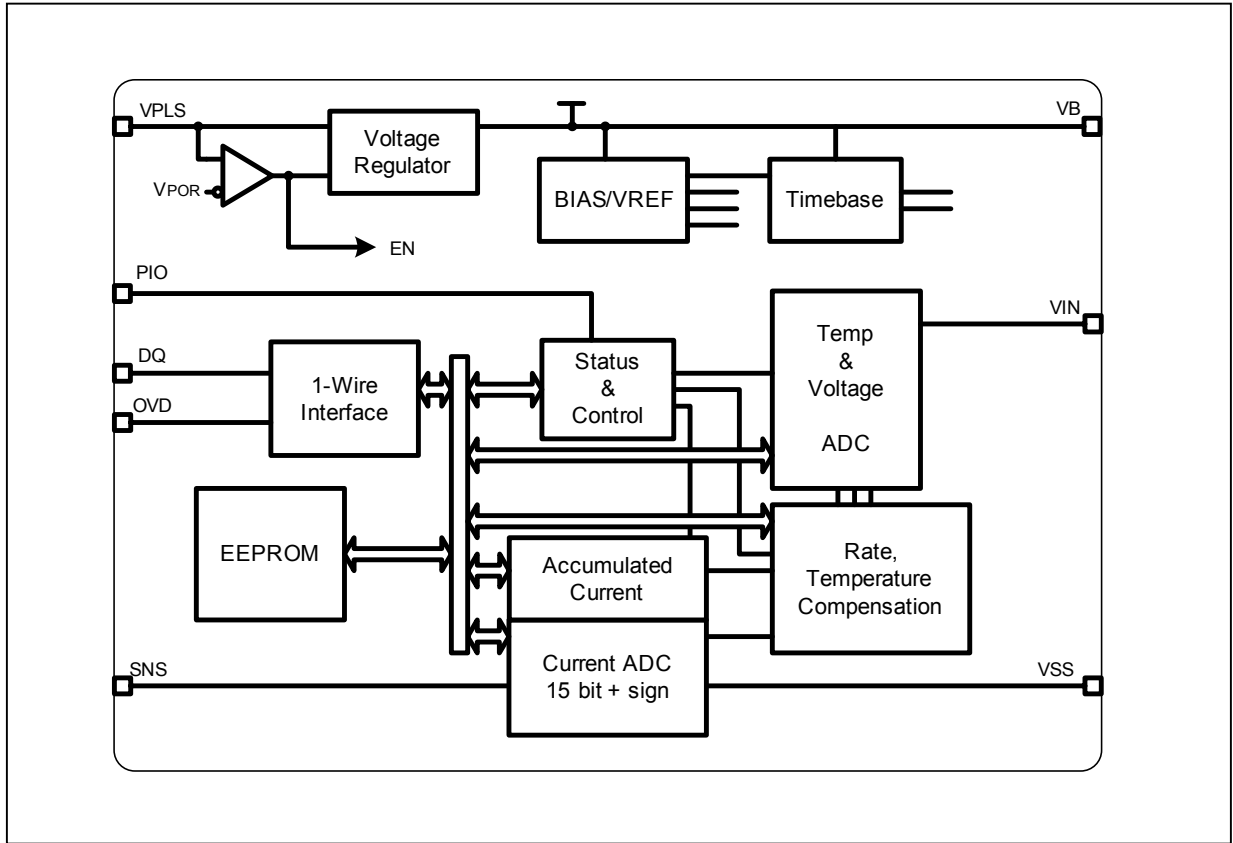 VPLS
VB
Voltage
Regulator
VPOR
BIAS/VREF
Timebase
EN
PIO
VIN
Temp
&
Voltage
ADC
DQ
OVD
1-Wire
Interface
Status
&
Control
EEPROM
Accumulated
Current
Rate,
Temperature
Compensation
SNS
Current ADC
15 bit + sign
VSS